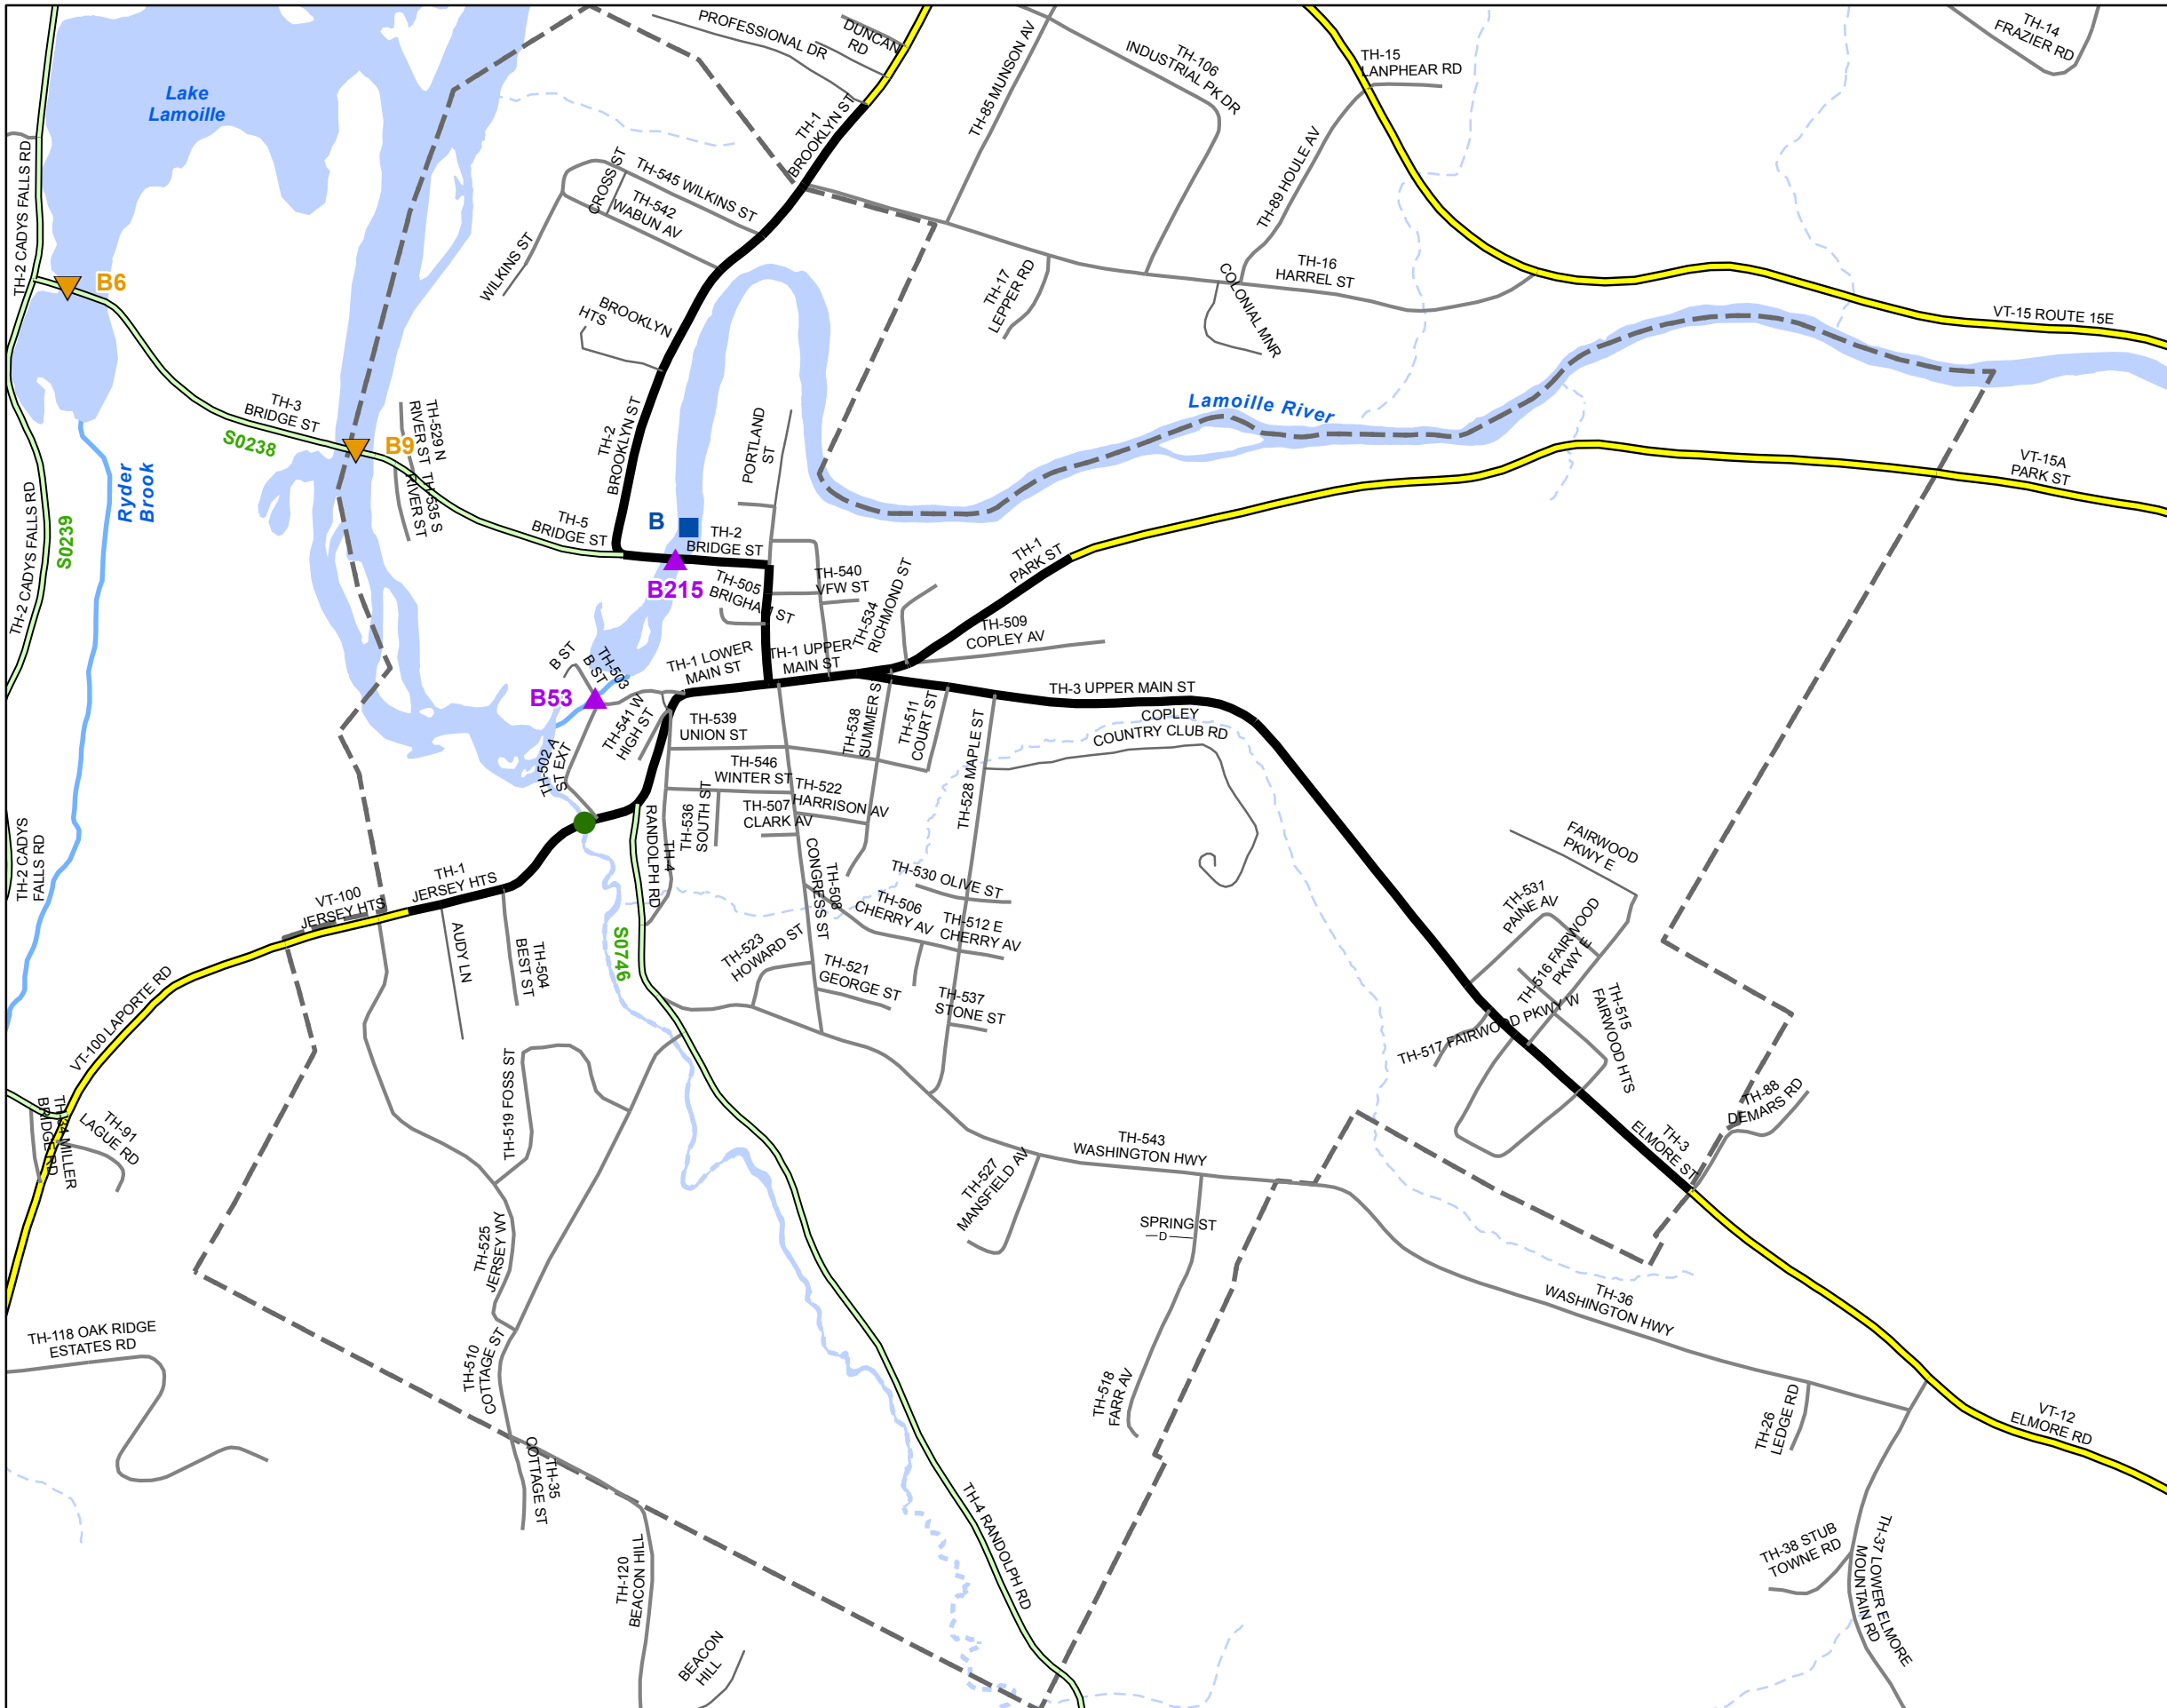 PROFESSIONAL DR
DUNCAN
RD
TH-14
FRAZIER RD
TH-85 MUNSON AV
TH-106
INDUSTRIAL PK DR
TH-15
LANPHEAR RD
Lake
Lamoille
TH-1
BROOKLYN ST
TH-2 CADYS FALLS RD
CROSS ST
TH-545 WILKINS ST
TH-542
WABUN AV
WILKINS ST
TH-89 HOULE AV
TH-16
HARREL ST
TH-17
LEPPER RD
COLONIAL MNR
B6
BROOKLYN
HTS
VT-15 ROUTE 15E
TH-3
BRIDGE ST
S0238
B9
TH-529 N
RIVER ST
TH-535 S
RIVER ST
TH-2
BROOKLYN ST
PORTLAND
ST
Lamoille River
VT-15A
PARK ST
Ryder
Brook
TH-2 CADYS FALLS RD
S0239
TH-5
BRIDGE ST
B
TH-2
BRIDGE ST
B215
TH-505
BRIGHAM ST
TH-540
VFW ST
TH-534
RICHMOND ST
TH-1
PARK ST
TH-509
COPLEY AV
B ST
TH-503
B ST
TH-1 LOWER
MAIN ST
TH-1 UPPER
MAIN ST
B53
TH-541 W
HIGH ST
TH-539
UNION ST
TH-538
SUMMER ST
TH-511
COURT ST
TH-3 UPPER MAIN ST
COPLEY
COUNTRY CLUB RD
TH-502 A
ST EXT
TH-546
WINTER ST
TH-522
HARRISON AV
TH-528 MAPLE ST
TH-536
SOUTH ST
TH-507
CLARK AV
TH-4
RANDOLPH RD
TH-2 CADYS
FALLS RD
TH-1
JERSEY HTS
VT-100
JERSEY HTS
TH-508
CONGRESS ST
TH-530 OLIVE ST
TH-506
CHERRY AV
TH-512 E
CHERRY AV
FAIRWOOD
PKWY E
TH-531
PAINE AV
TH-516 FAIRWOOD
PKWY E
TH-515
FAIRWOOD HTS
TH-517 FAIRWOOD PKWY W
AUDY LN
TH-504
BEST ST
S0746
TH-523
HOWARD ST
TH-521
GEORGE ST
TH-537
STONE ST
VT-100 LAPORTE RD
TH-519 FOSS ST
TH-91
LAGUE RD
MILLER
BRIDGE RD
TH-88
DEMARS RD
TH-3
ELMORE ST
TH-543
WASHINGTON HWY
TH-527
MANSFIELD AV
SPRING ST
D
TH-525
JERSEY WY
TH-36
WASHINGTON HWY
TH-118 OAK RIDGE
ESTATES RD
TH-510
COTTAGE ST
TH-518
FARR AV
TH-26
LEDGE RD
VT-12
ELMORE RD
TH-35
COTTAGE ST
TH-4 RANDOLPH RD
TH-120
BEACON HILL
BEACON
HILL
TH-38 STUB
TOWNE RD
TH-37 LOWER ELMORE
MOUNTAIN RD